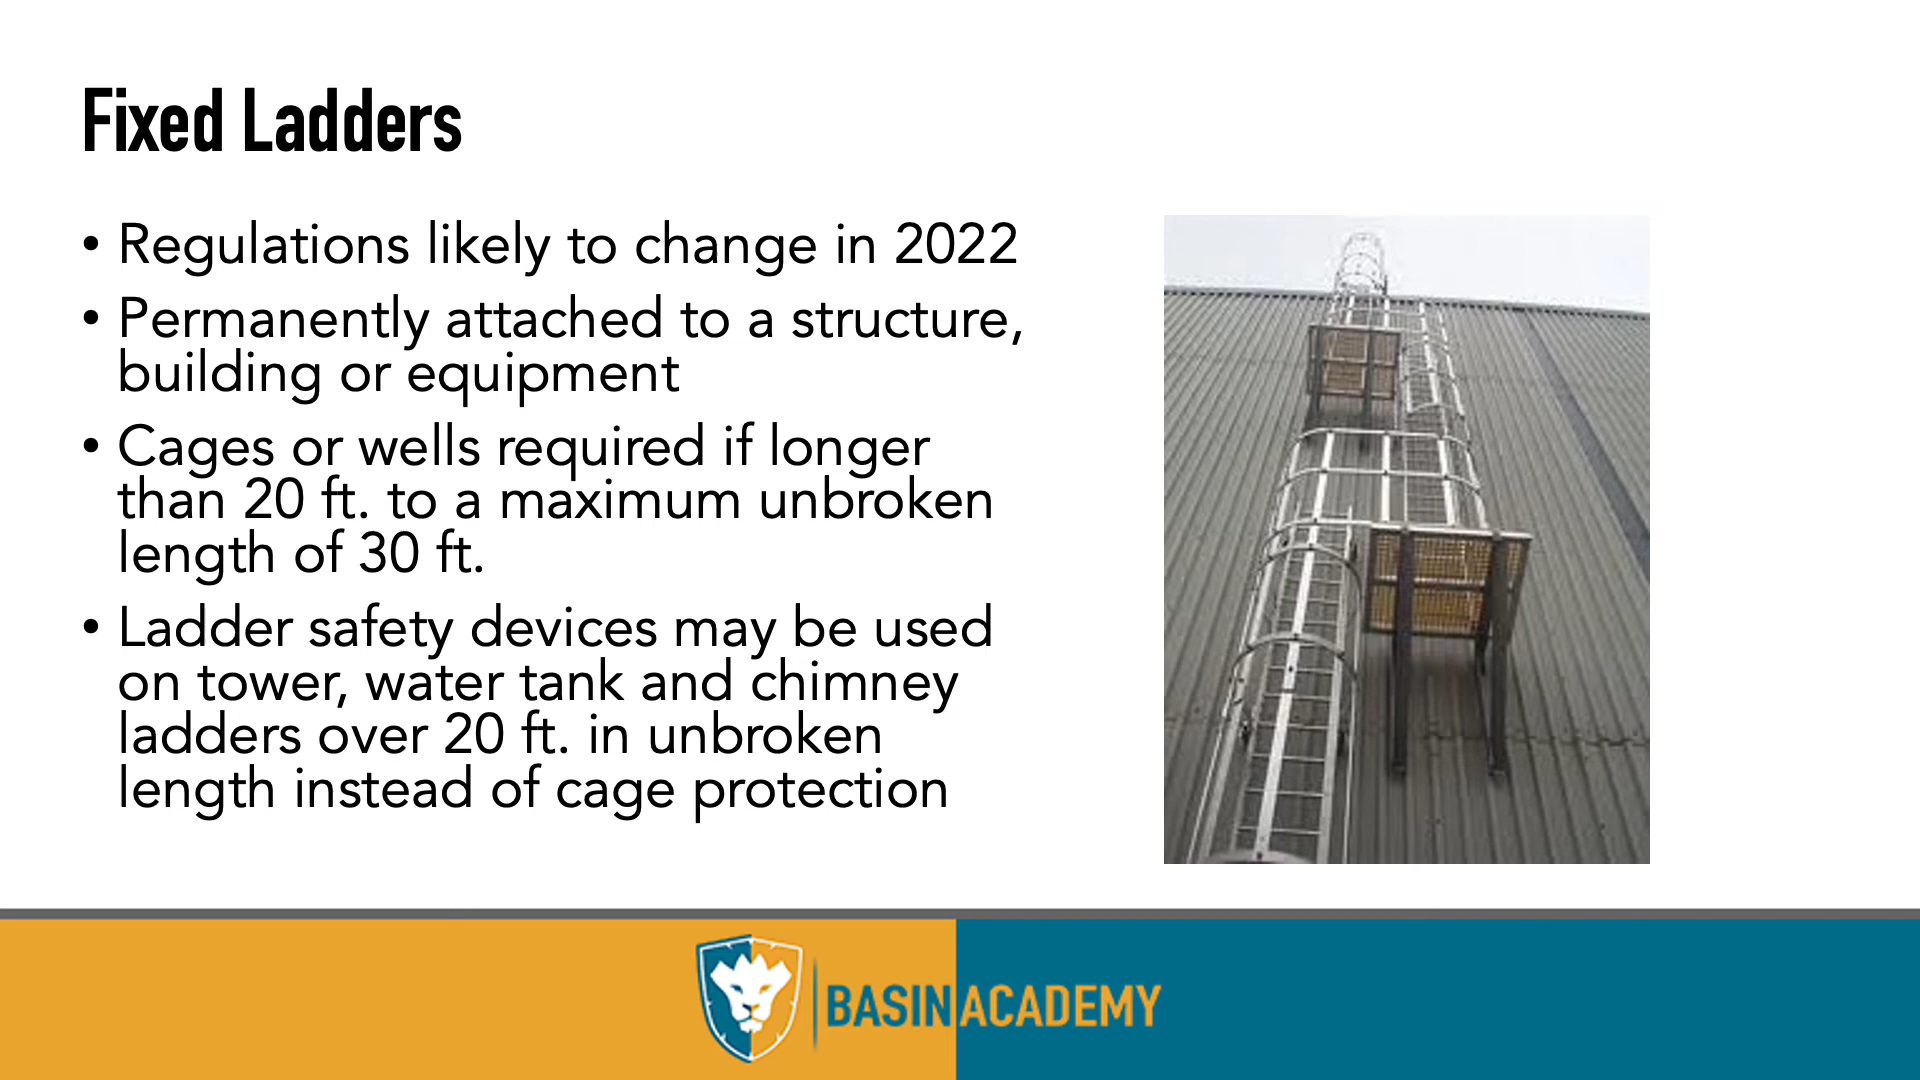 Fixed Ladders
• Regulations likely to change in 2022
• Permanently attached to a structure,
building or equipment
• Cages or wells required if longer
than 20 ft. to a maximum unbroken
length of 30 ft.
• Ladder safety devices may be used
on tower, water tank and chimney
ladders over 20 ft. in unbroken
length instead of cage protection
BASIN ACADEMY